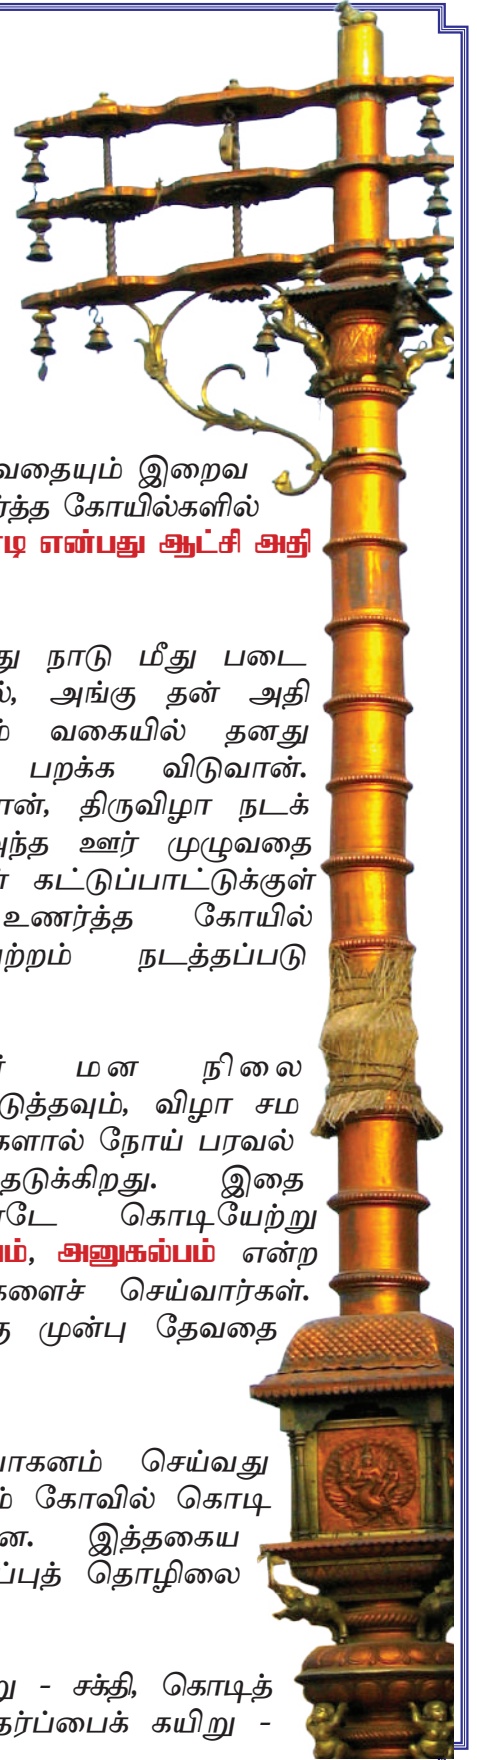 வதையும் இறைவ
ர்த்த கோயில்களில்
டி என்பது ஆட்சி அதி
து நாடு மீது படை
ல், அங்கு தன் அதி
ம் வகையில் தனது
பறக்க விடுவான்.
ான், திருவிழா நடக்
அந்த ஊர் முழுவதை
ள் கட்டுப்பாட்டுக்குள்
உணர்த்த கோயில்
ற்றம் நடத்தப்படு
ர் மன நிலை
டுத்தவும், விழா சம
களால் நோய் பரவல்
தடுக்கிறது. இதை
ண்டே கொடியேற்று
ம், அனுகல்பம் என்ற
களைச் செய்வார்கள்.
கு முன்பு தேவதை
வாகனம் செய்வது
ம் கோவில் கொடி
ன. இத்தகைய
ப்புத் தொழிலை
று - சக்தி, கொடித்
தர்ப்பைக் கயிறு -